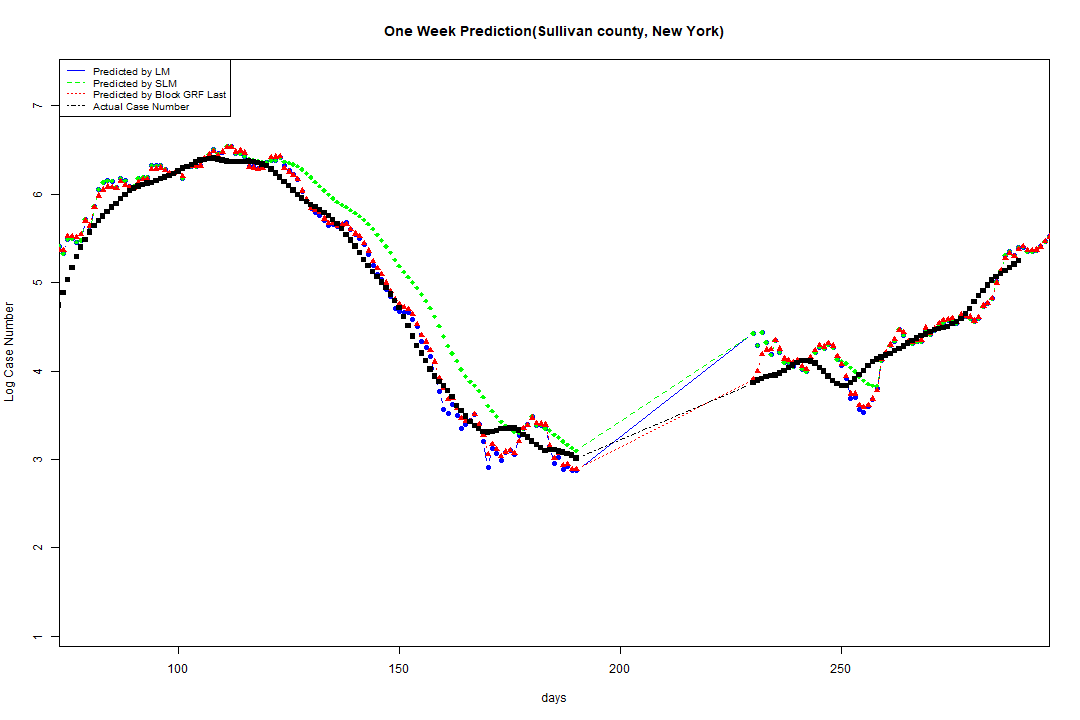 One Week Prediction(Sullivan county, New York)
Predicted by LM
Predicted by SLM
Predicted by Block GRF Last
Actual Case Number
Log Case Number
7
6
5
4
3
2
1
100 150 200 250
days